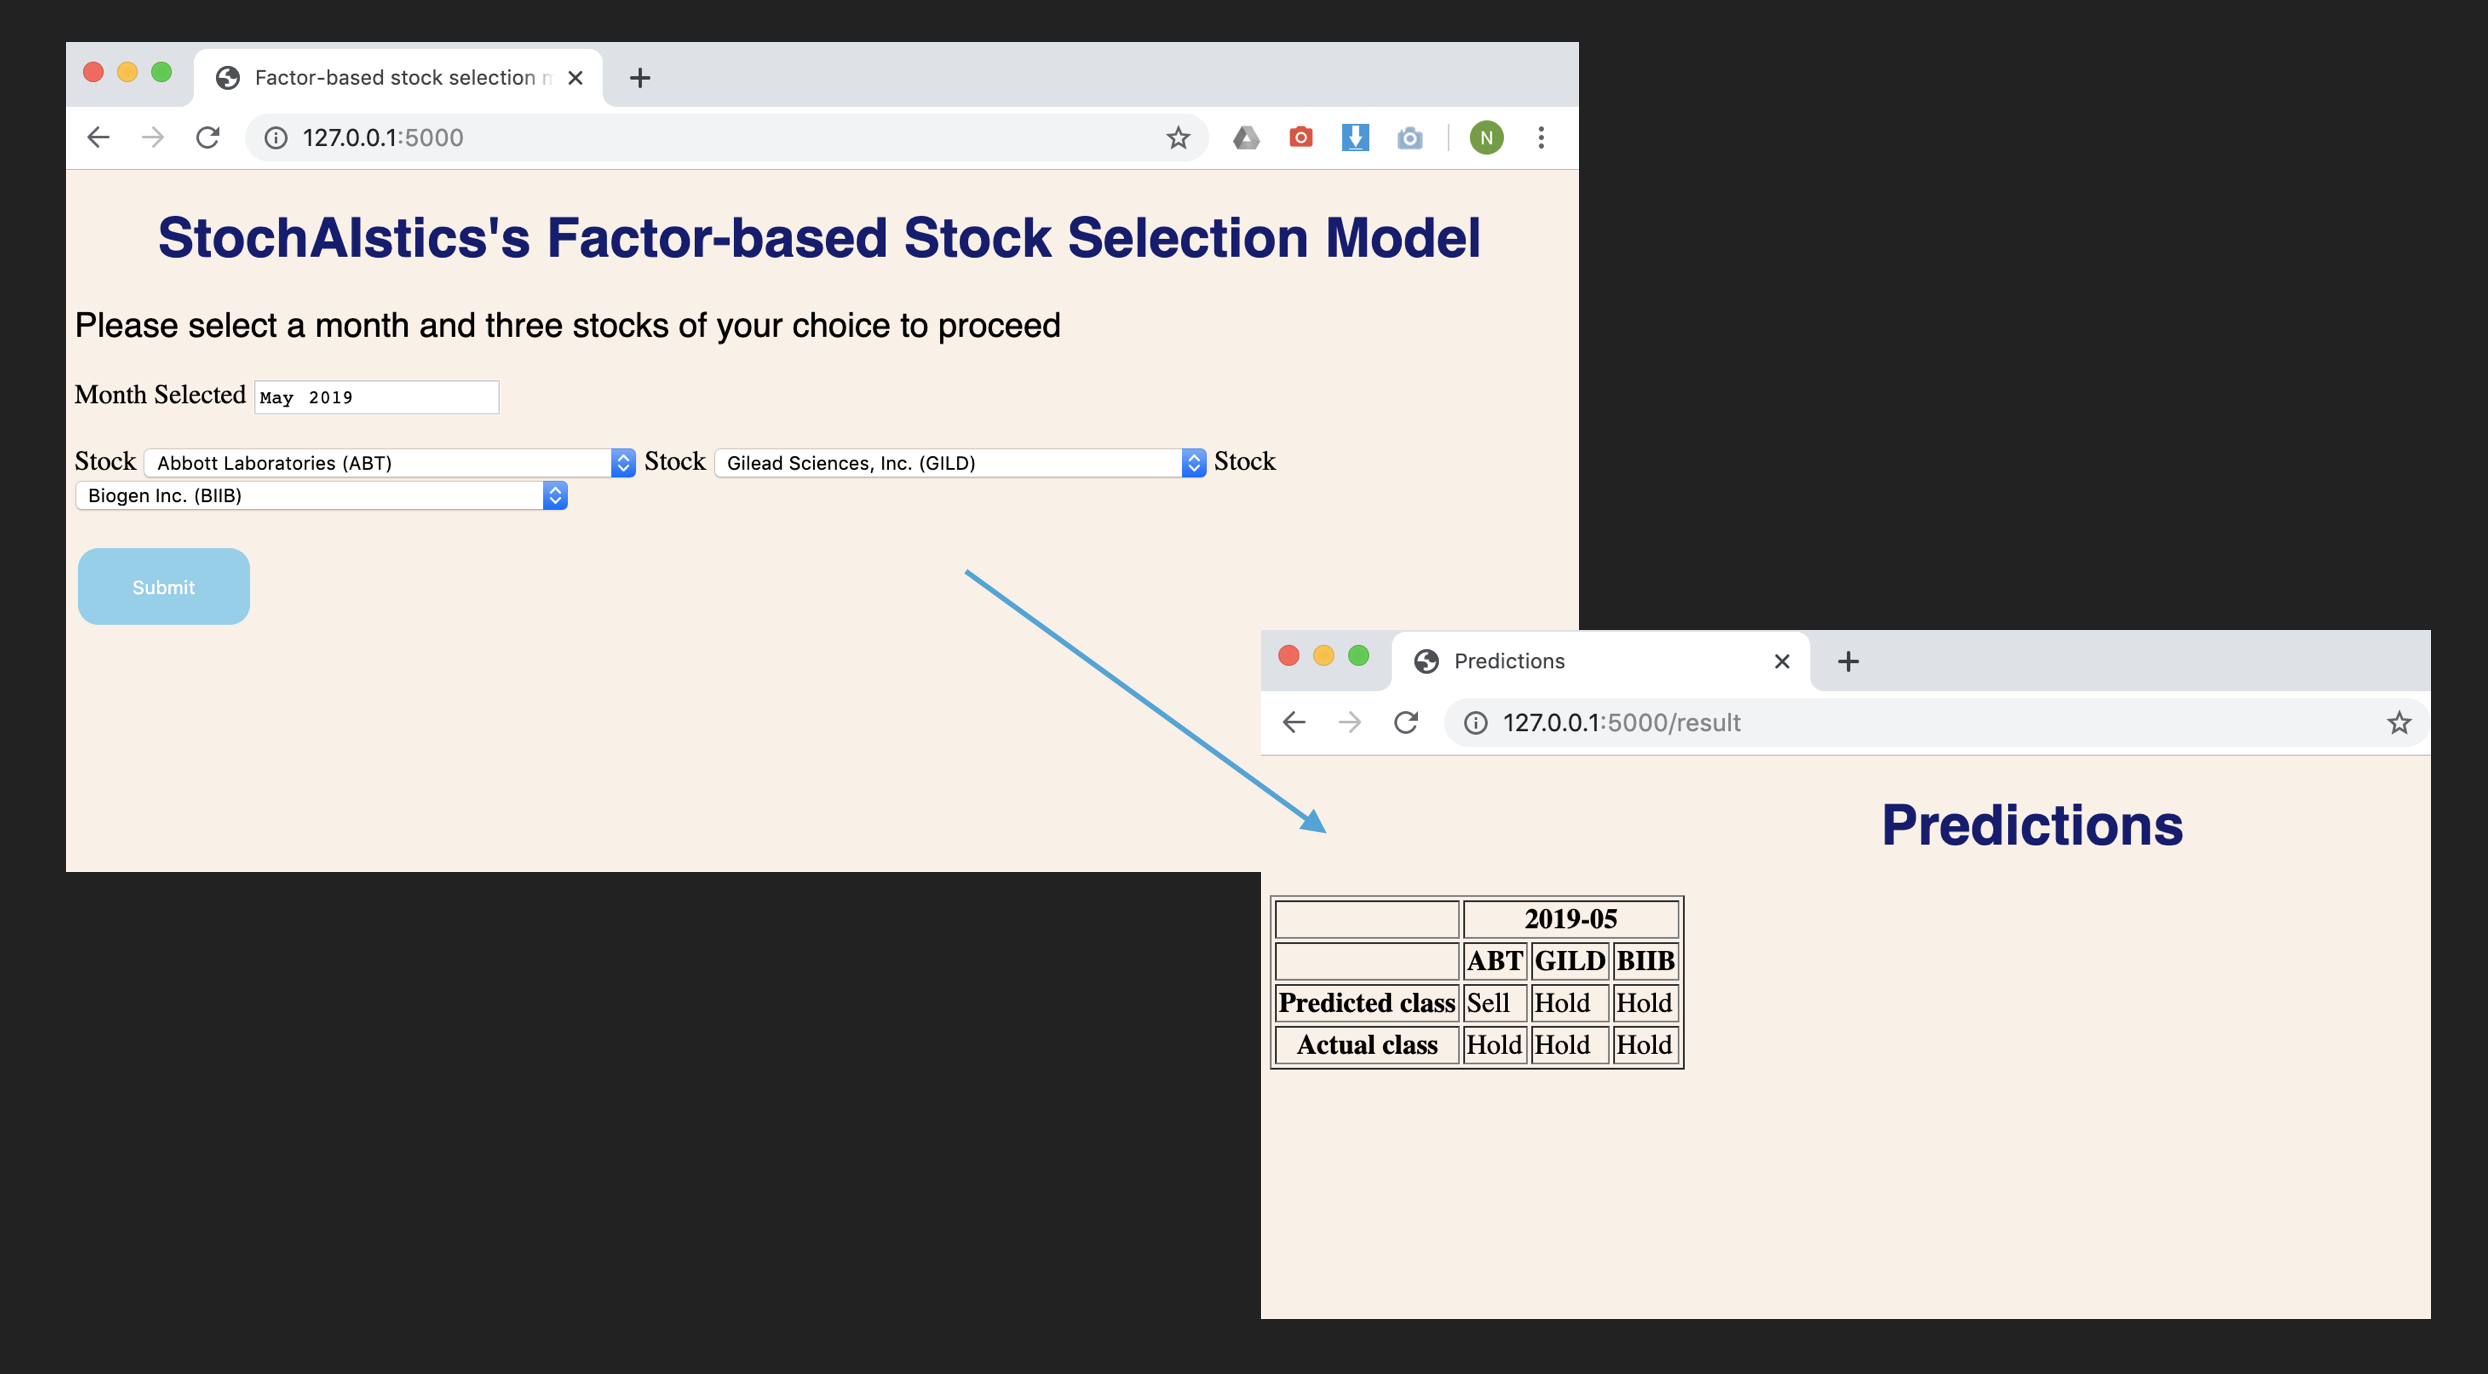 Factor-based stock selection
127.0.0.1:5000
N
StochAIstics's Factor-based Stock Selection Model
Please select a month and three stocks of your choice to proceed
Month Selected May 2019
Stock Abbott Laboratories (ABT) Stock Gilead Sciences, Inc. (GILD) Stock
Biogen Inc. (BIIB)
Submit
Predictions
127.0.0.1:5000/result
Predictions
2019-05
ABT GILD BIIB
Predicted class Sell Hold Hold
Actual class Hold Hold Hold